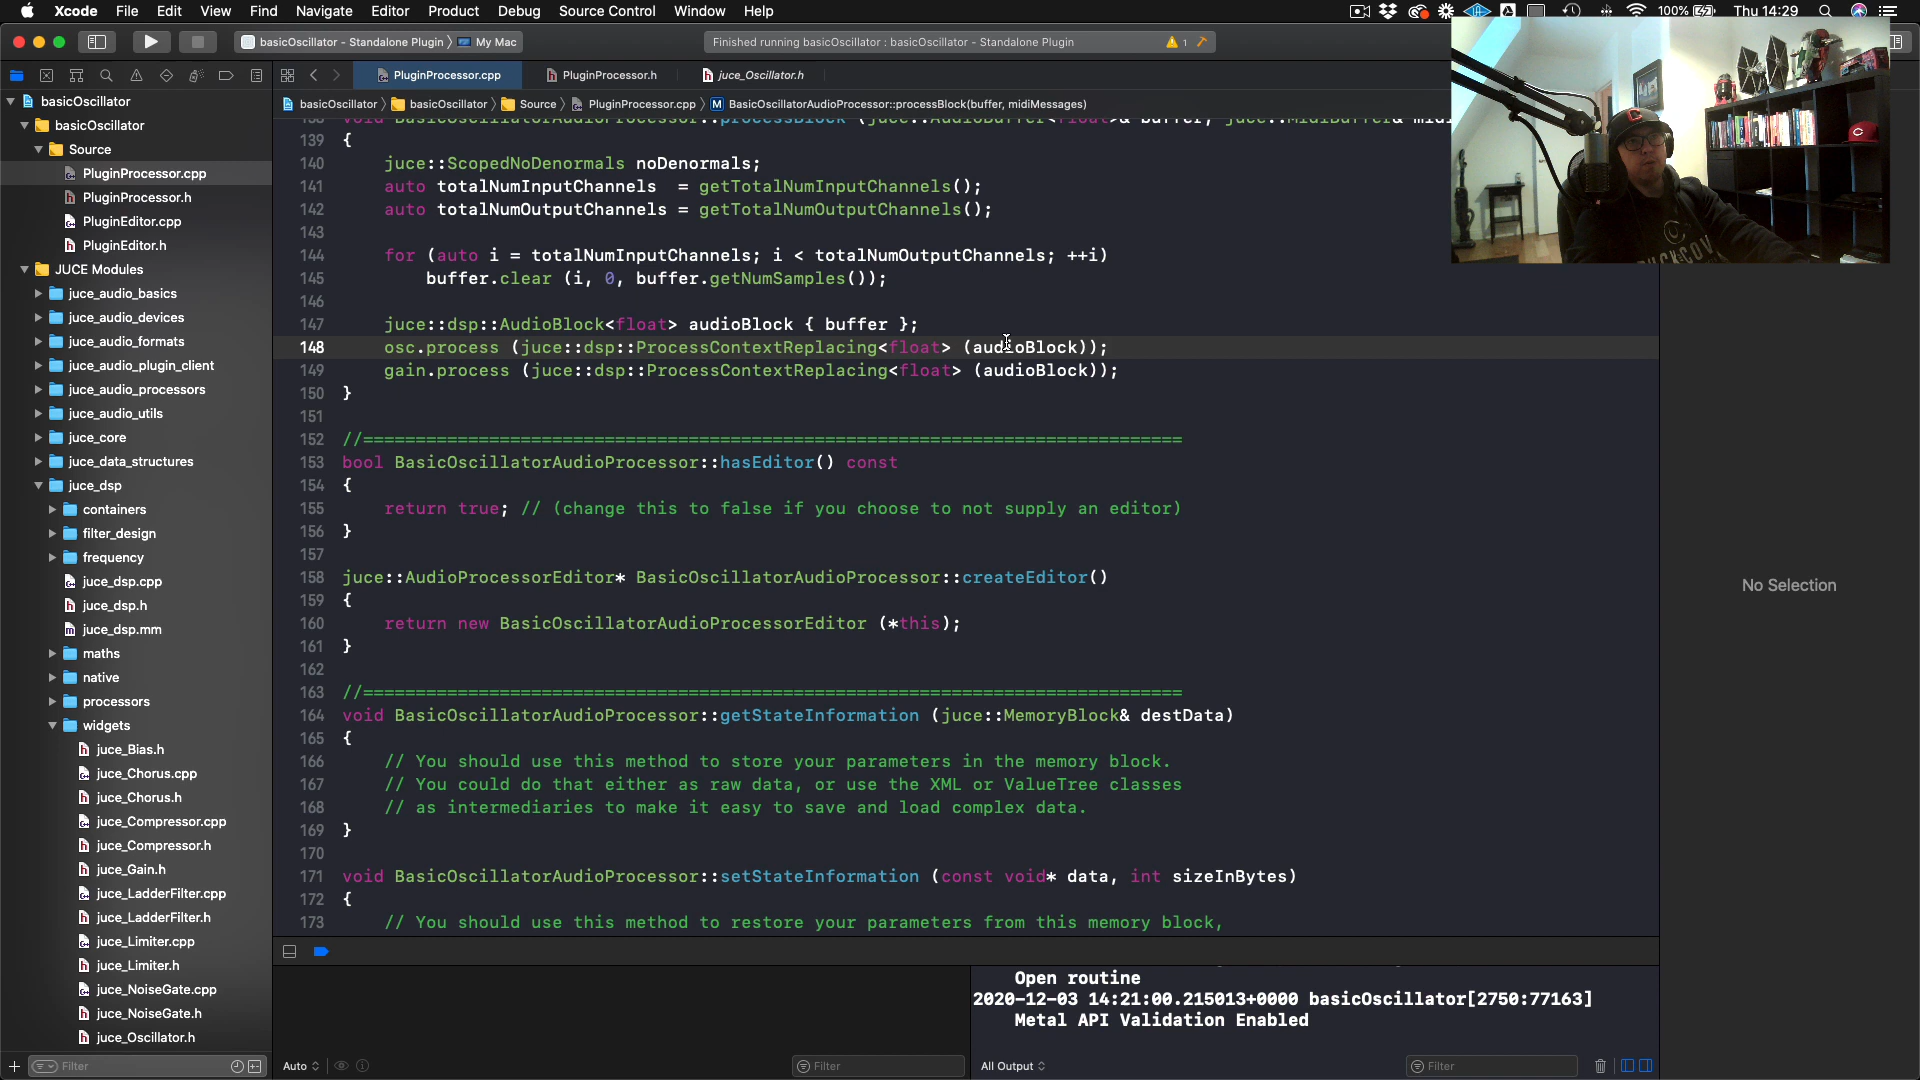 Xcode File Edit View Find Navigate Editor Product Debug Source Control Window Help 100% Thu 14:29
basicOscillator - Standalone Plugin My Mac Finished running basicOscillator : basicOscillator - Standalone Plugin 1
PluginProcessor.cpp PluginProcessor.h juce_Oscillator.h
basicOscillator basicOscillator Source PluginProcessor.cpp M BasicOscillatorAudioProcessor::processBlock(buffer, midiMessages)
basicOscillator
basicOscillator
Source
PluginProcessor.cpp
PluginProcessor.h
PluginEditor.cpp
PluginEditor.h
JUCE Modules
juce_audio_basics
juce_audio_devices
juce_audio_formats
juce_audio_plugin_client
juce_audio_processors
juce_audio_utils
juce_core
juce_data_structures
juce_dsp
containers
filter_design
frequency
juce_dsp.cpp
juce_dsp.h
juce_dsp.mm
maths
native
processors
widgets
juce_Bias.h
juce_Chorus.cpp
juce_Chorus.h
juce_Compressor.cpp
juce_Compressor.h
juce_Gain.h
juce_LadderFilter.cpp
juce_LadderFilter.h
juce_Limiter.cpp
juce_Limiter.h
juce_NoiseGate.cpp
juce_NoiseGate.h
juce_Oscillator.h
Filter
138 void BasicOscillatorAudioProcessor::processBlock (juce::AudioBuffer<float>& buffer, juce::MidiBuffer& midi
139 {
140 juce::ScopedNoDenormals noDenormals;
141 auto totalNumInputChannels  = getTotalNumInputChannels();
142 auto totalNumOutputChannels = getTotalNumOutputChannels();
143
144 for (auto i = totalNumInputChannels; i < totalNumOutputChannels; ++i)
145 buffer.clear (i, 0, buffer.getNumSamples());
146
147 juce::dsp::AudioBlock<float> audioBlock { buffer };
148 osc.process (juce::dsp::ProcessContextReplacing<float> (audioBlock));
149 gain.process (juce::dsp::ProcessContextReplacing<float> (audioBlock));
150 }
151
152 //==============================================================================
153 bool BasicOscillatorAudioProcessor::hasEditor() const
154 {
155 return true; // (change this to false if you choose to not supply an editor)
156 }
157
158 juce::AudioProcessorEditor* BasicOscillatorAudioProcessor::createEditor()
159 {
160 return new BasicOscillatorAudioProcessorEditor (*this);
161 }
162
163 //==============================================================================
164 void BasicOscillatorAudioProcessor::getStateInformation (juce::MemoryBlock& destData)
165 {
166 // You should use this method to store your parameters in the memory block.
167 // You could do that either as raw data, or use the XML or ValueTree classes
168 // as intermediaries to make it easy to save and load complex data.
169 }
170
171 void BasicOscillatorAudioProcessor::setStateInformation (const void* data, int sizeInBytes)
172 {
173 // You should use this method to restore your parameters from this memory block,
No Selection
Open routine
2020-12-03 14:21:00.215013+0000 basicOscillator[2750:77163]
Metal API Validation Enabled
Auto Filter All Output Filter